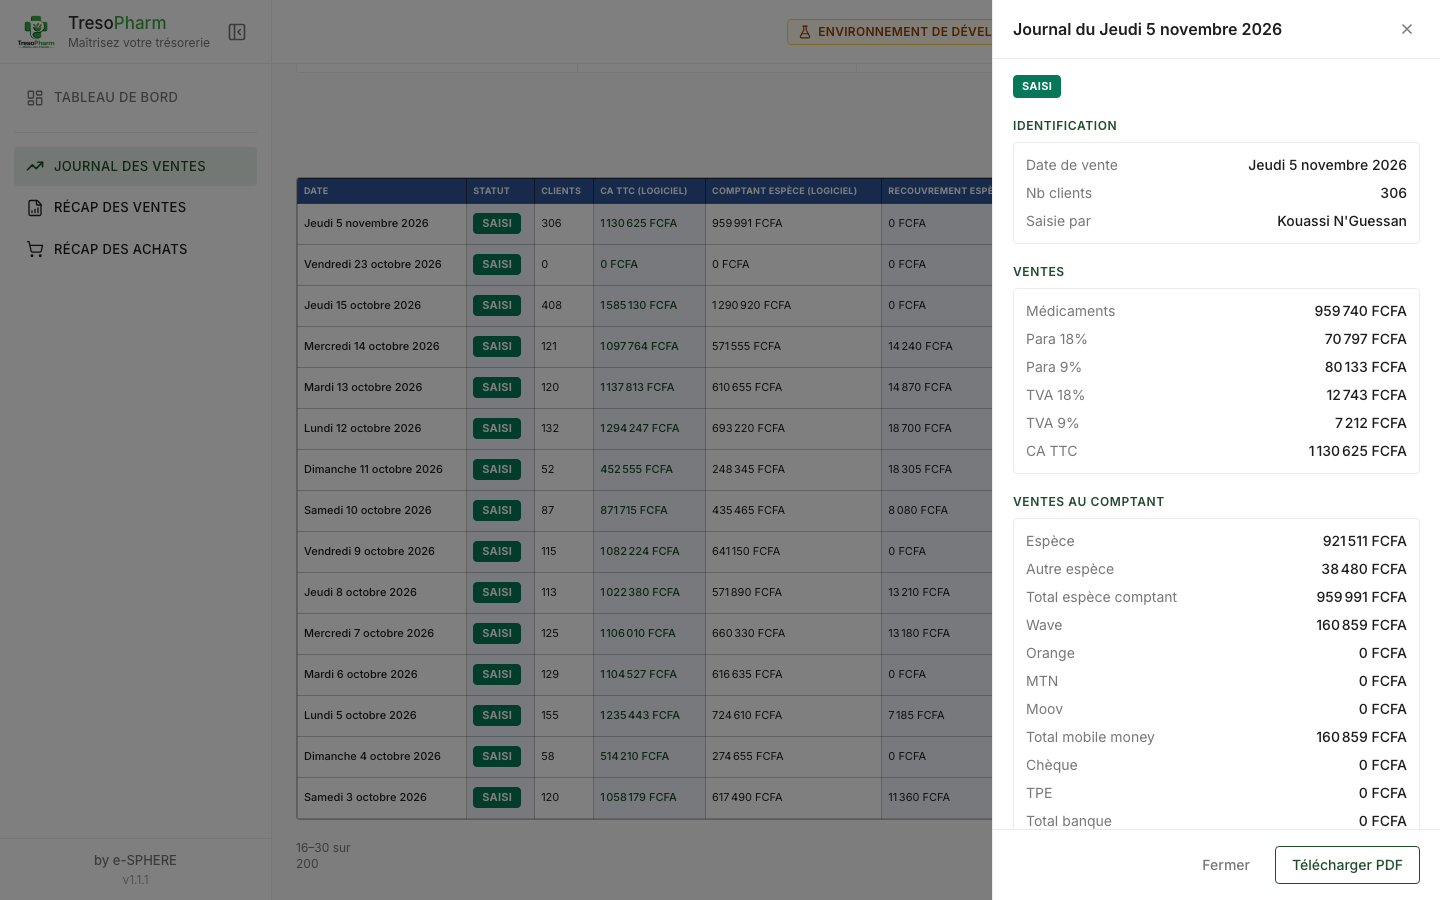 TresoPharm
TresoPharm
Maîtrisez votre trésorerie
ENVIRONNEMENT DE DÉVEL
TABLEAU DE BORD
JOURNAL DES VENTES
RÉCAP DES VENTES
RÉCAP DES ACHATS
by e-SPHERE
v1.1.1
DATE STATUT CLIENTS CA TTC (LOGICIEL) COMPTANT ESPÈCE (LOGICIEL) RECOUVREMENT ESPÈ
Jeudi 5 novembre 2026 SAISI 306 1 130 625 FCFA 959 991 FCFA 0 FCFA
Vendredi 23 octobre 2026 SAISI 0 0 FCFA 0 FCFA 0 FCFA
Jeudi 15 octobre 2026 SAISI 408 1 585 130 FCFA 1 290 920 FCFA 0 FCFA
Mercredi 14 octobre 2026 SAISI 121 1 097 764 FCFA 571 555 FCFA 14 240 FCFA
Mardi 13 octobre 2026 SAISI 120 1 137 813 FCFA 610 655 FCFA 14 870 FCFA
Lundi 12 octobre 2026 SAISI 132 1 294 247 FCFA 693 220 FCFA 18 700 FCFA
Dimanche 11 octobre 2026 SAISI 52 452 555 FCFA 248 345 FCFA 18 305 FCFA
Samedi 10 octobre 2026 SAISI 87 871 715 FCFA 435 465 FCFA 8 080 FCFA
Vendredi 9 octobre 2026 SAISI 115 1 082 224 FCFA 641 150 FCFA 0 FCFA
Jeudi 8 octobre 2026 SAISI 113 1 022 380 FCFA 571 890 FCFA 13 210 FCFA
Mercredi 7 octobre 2026 SAISI 125 1 106 010 FCFA 660 330 FCFA 13 180 FCFA
Mardi 6 octobre 2026 SAISI 129 1 104 527 FCFA 616 635 FCFA 0 FCFA
Lundi 5 octobre 2026 SAISI 155 1 235 443 FCFA 724 610 FCFA 7 185 FCFA
Dimanche 4 octobre 2026 SAISI 58 514 210 FCFA 274 655 FCFA 0 FCFA
Samedi 3 octobre 2026 SAISI 120 1 058 179 FCFA 617 490 FCFA 11 360 FCFA
16–30 sur
200
Journal du Jeudi 5 novembre 2026
SAISI
IDENTIFICATION
Date de vente Jeudi 5 novembre 2026
Nb clients 306
Saisie par Kouassi N'Guessan
VENTES
Médicaments 959 740 FCFA
Para 18% 70 797 FCFA
Para 9% 80 133 FCFA
TVA 18% 12 743 FCFA
TVA 9% 7 212 FCFA
CA TTC 1 130 625 FCFA
VENTES AU COMPTANT
Espèce 921 511 FCFA
Autre espèce 38 480 FCFA
Total espèce comptant 959 991 FCFA
Wave 160 859 FCFA
Orange 0 FCFA
MTN 0 FCFA
Moov 0 FCFA
Total mobile money 160 859 FCFA
Chèque 0 FCFA
TPE 0 FCFA
Total banque 0 FCFA
Fermer
Télécharger PDF